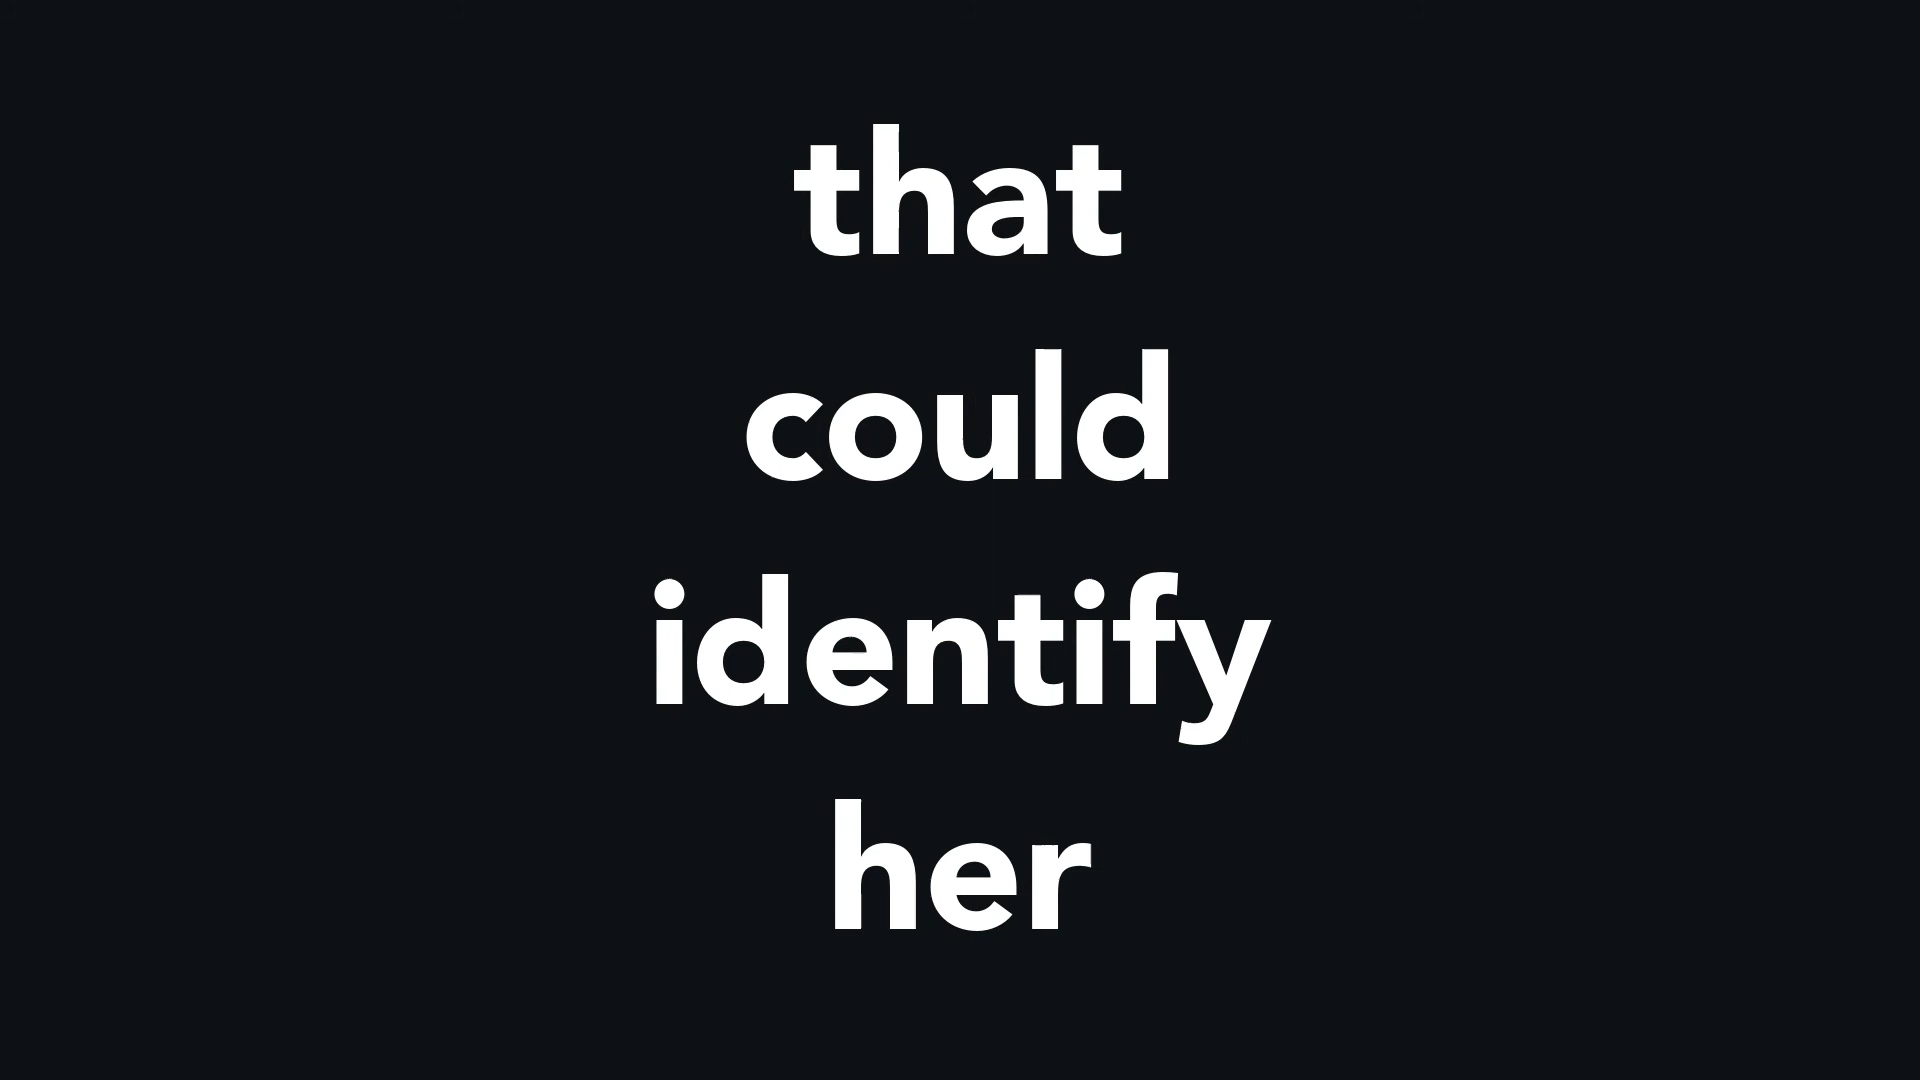 that
could
identify
her